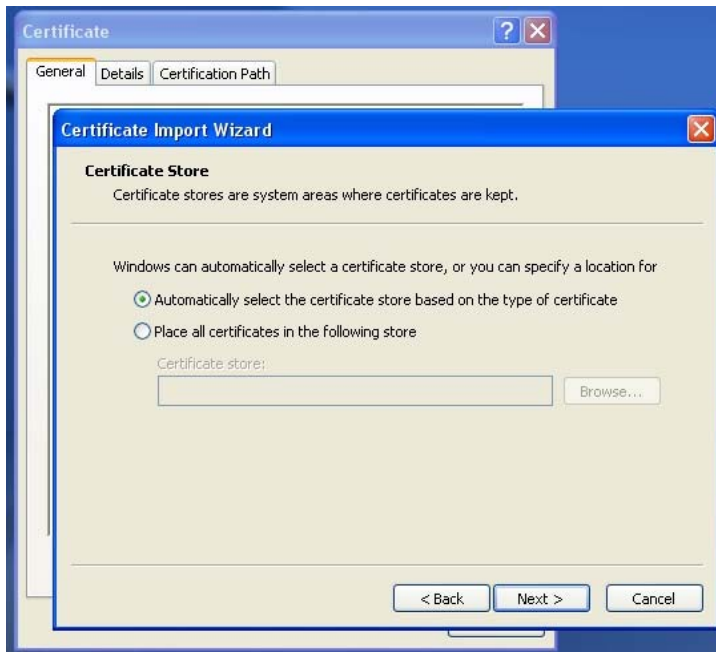 Certificate
General Details Certification Path
Certificate Import Wizard
Certificate Store
Certificate stores are system areas where certificates are kept.
Windows can automatically select a certificate store, or you can specify a location for
Automatically select the certificate store based on the type of certificate
Place all certificates in the following store
Certificate store:
Browse...
< Back Next > Cancel